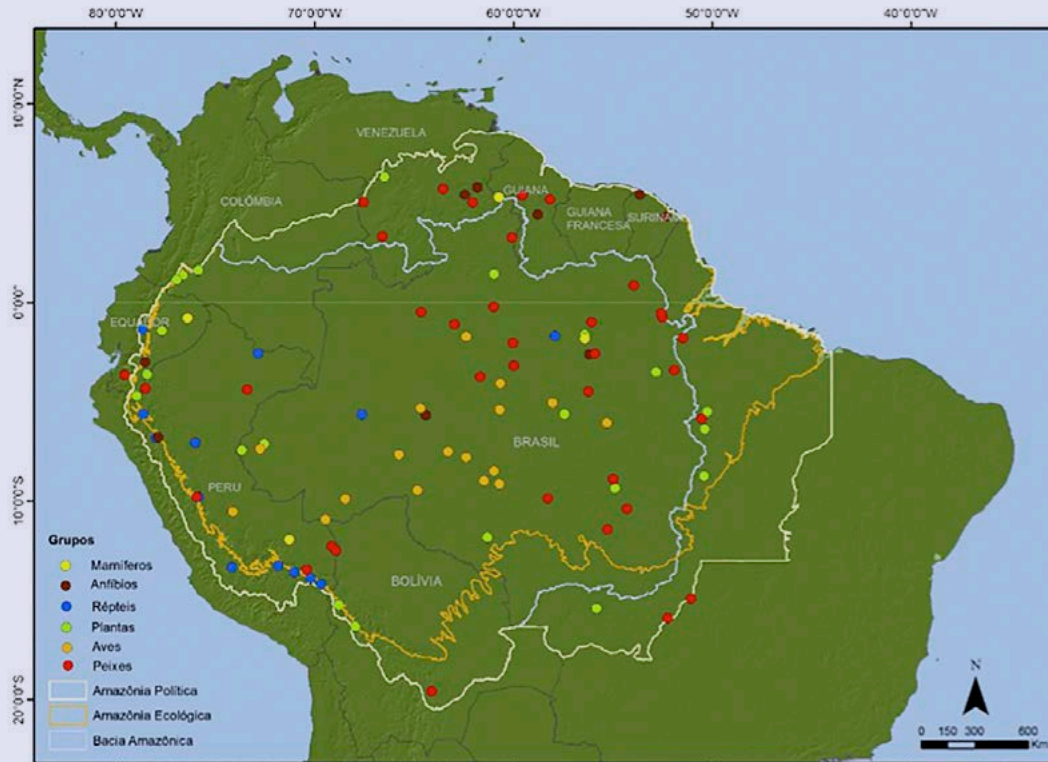 80°0'0"W 70°0'0"W 60°0'0"W 50°0'0"W 40°0'0"W
10°0'0"N
VENEZUELA
GUIANA
COLÔMBIA
GUIANA
FRANCESA
SURINAME
0°0'0"
EQUADOR
BRASIL
PERU
10°0'0"S
BOLÍVIA
20°0'0"S
Grupos
Mamíferos
Anfíbios
Répteis
Plantas
Aves
Peixes
Amazônia Política
Amazônia Ecológica
Bacia Amazônica
N
0 150 300 600
Km